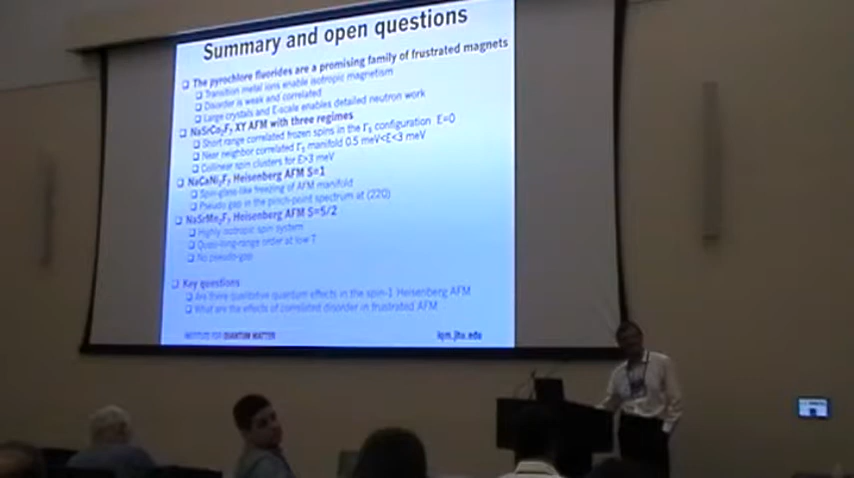 Summary and open questions
❑ The pyrochlore fluorides are a promising family of frustrated magnets
❑ Transition metal ions enable isotropic magnetism
❑ Disorder is weak and correlated
❑ Large crystals and E-scale enables detailed neutron work
❑ NaSrCo₂F₇ XY AFM with three regimes
❑ Short range correlated frozen spins in the Γ₅ configuration E=0
❑ Near neighbor correlated Γ₅ manifold 0.5 meV<E<3 meV
❑ Collinear spin clusters for E>3 meV
❑ NaCaNi₂F₇ Heisenberg AFM S=1
❑ Spin-glass-like freezing of AFM manifold
❑ Pseudo gap in the pinch-point spectrum at (220)
❑ NaSrMn₂F₇ Heisenberg AFM S=5/2
❑ Highly isotropic spin system
❑ Quasi-long-range order at low T
❑ No pseudo-gap
❑ Key questions
❑ Are there qualitative quantum effects in the spin-1 Heisenberg AFM
❑ What are the effects of correlated disorder in frustrated AFM
INSTITUTE FOR QUANTUM MATTER
iqm.jhu.edu